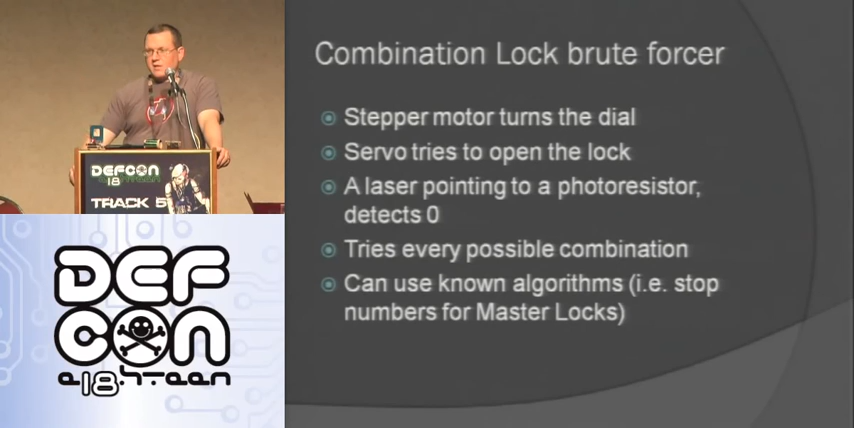 Combination Lock brute forcer
Stepper motor turns the dial
Servo tries to open the lock
A laser pointing to a photoresistor,
detects 0
Tries every possible combination
Can use known algorithms (i.e. stop
numbers for Master Locks)
DEFCON
18
TRACK 5
DEF
CON
e18hteen